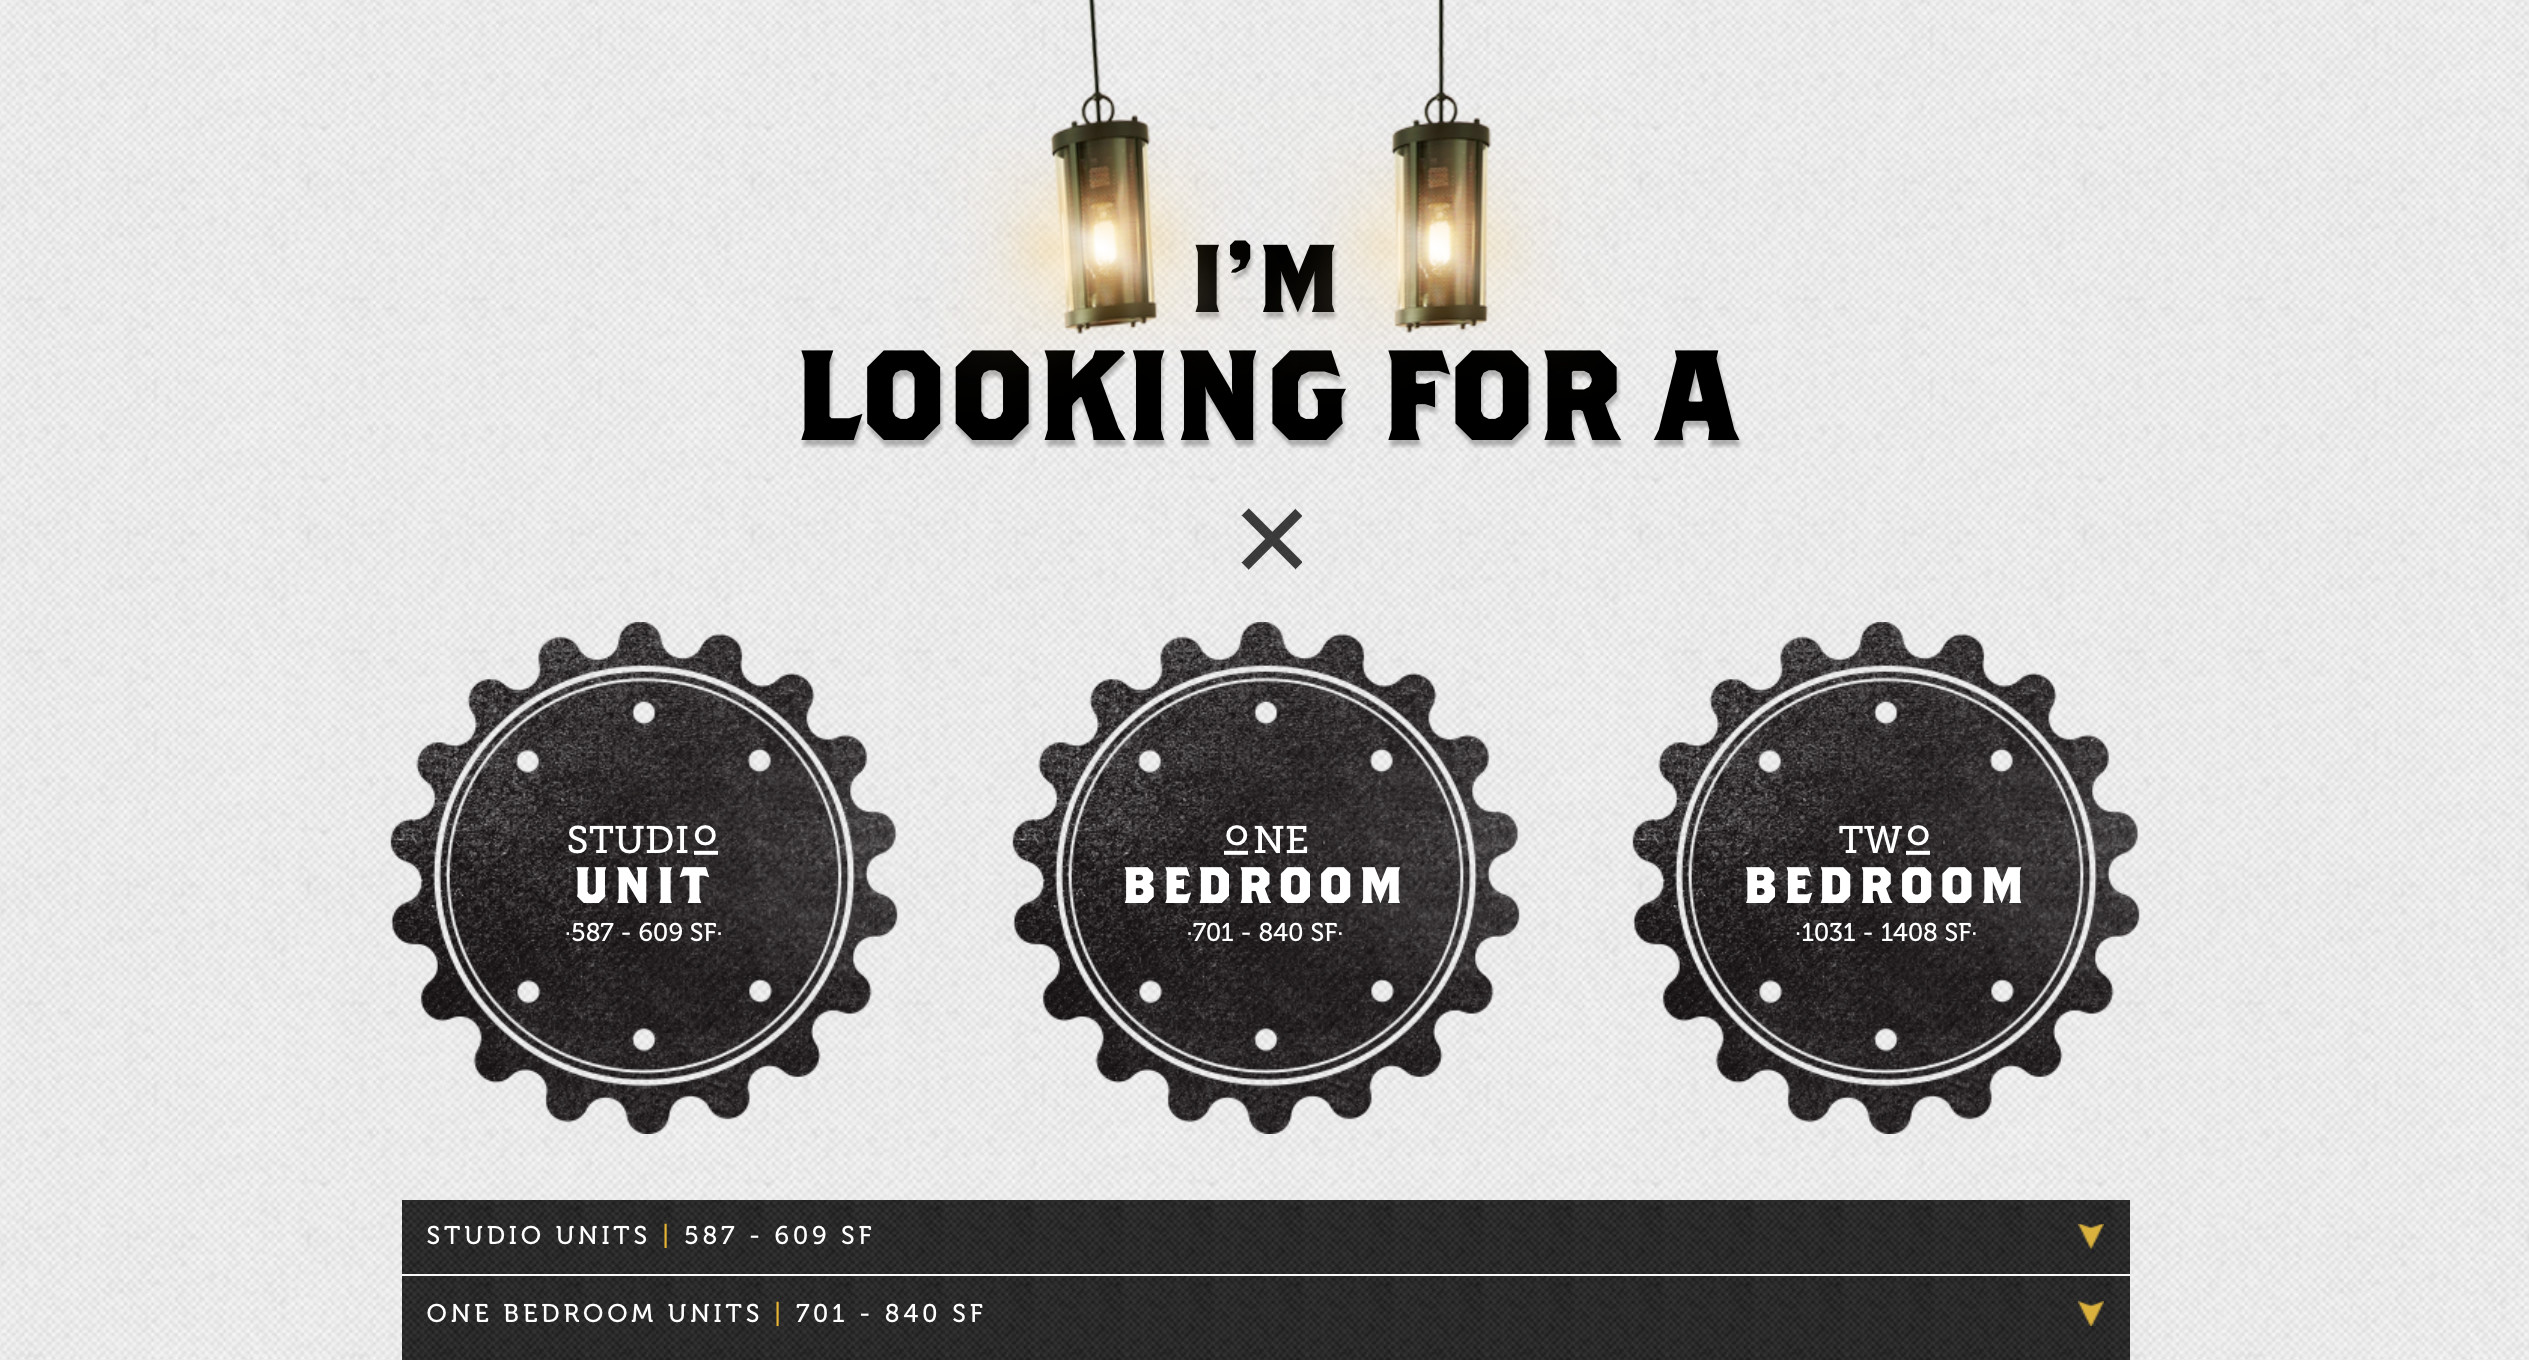 I’M
LOOKING FOR A
STUDIO
UNIT
·587 - 609 SF·
ONE
BEDROOM
·701 - 840 SF·
TWO
BEDROOM
·1031 - 1408 SF·
STUDIO UNITS | 587 - 609 SF
ONE BEDROOM UNITS | 701 - 840 SF